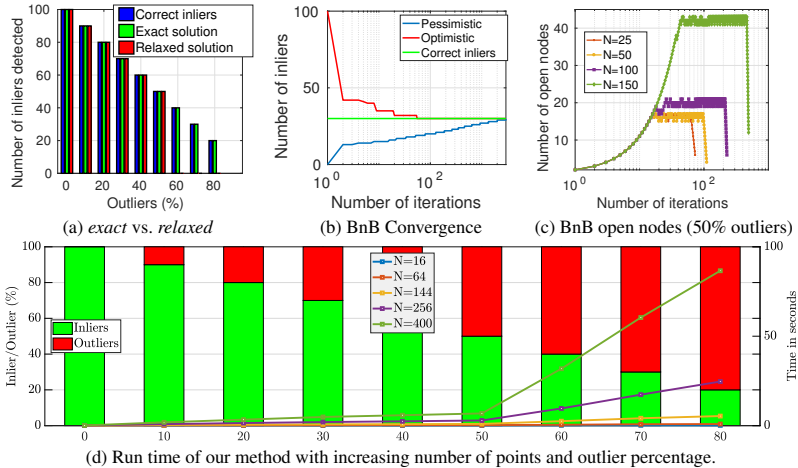 Number of inliers detected
100
80
60
40
20
0
Correct inliers
Exact solution
Relaxed solution
0 20 40 60 80
Outliers (%)
(a) exact vs. relaxed
Number of inliers
100
50
0
Pessimistic
Optimistic
Correct inliers
10^0 10^2
Number of iterations
(b) BnB Convergence
Number of open nodes
40
30
20
10
N=25
N=50
N=100
N=150
10^0 10^2
Number of iterations
(c) BnB open nodes (50% outliers)
Inlier/Outlier (%)
100
80
60
40
20
0
Inliers
Outliers
N=16
N=64
N=144
N=256
N=400
100
50
0
Time in seconds
0 10 20 30 40 50 60 70 80
(d) Run time of our method with increasing number of points and outlier percentage.